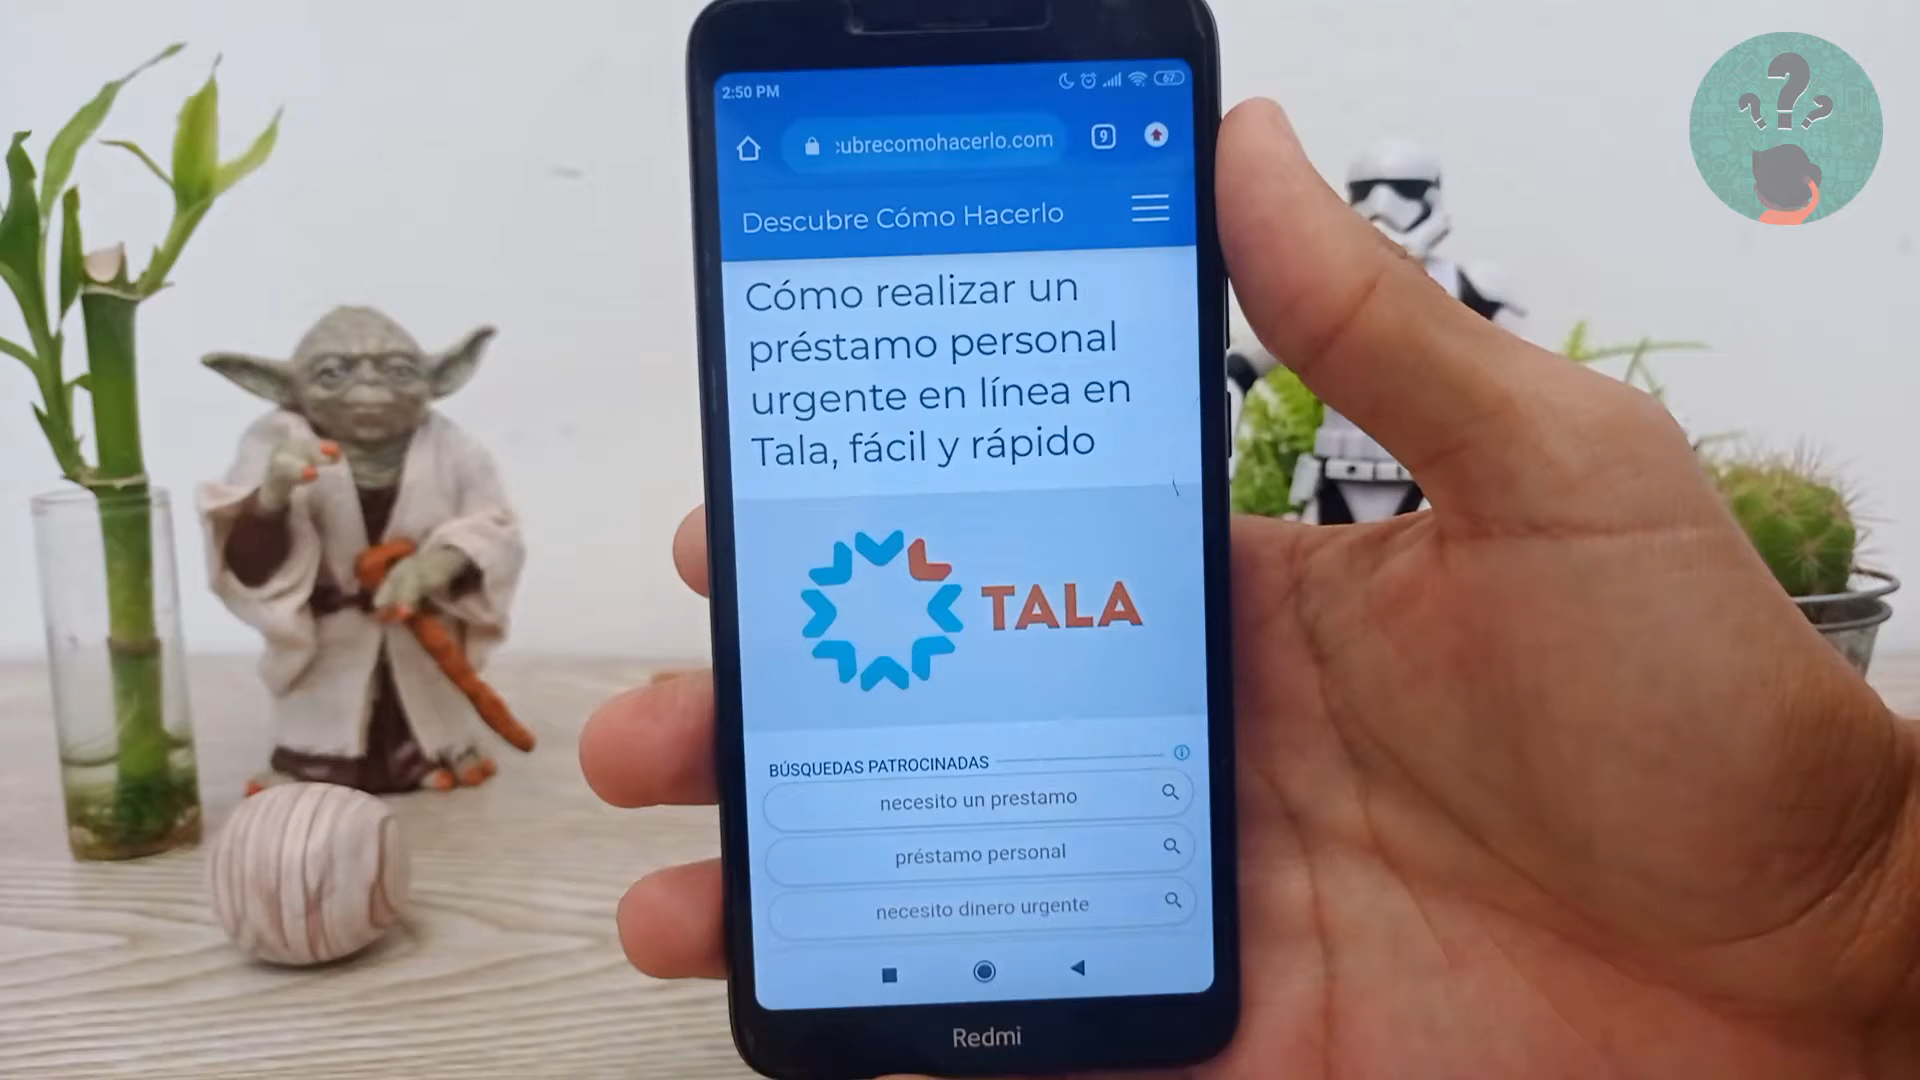 2:50 PM
67
:ubrecomohacerlo.com
9
Descubre Cómo Hacerlo
Cómo realizar un
préstamo personal
urgente en línea en
Tala, fácil y rápido
TALA
BÚSQUEDAS PATROCINADAS
necesito un prestamo
préstamo personal
necesito dinero urgente
Redmi